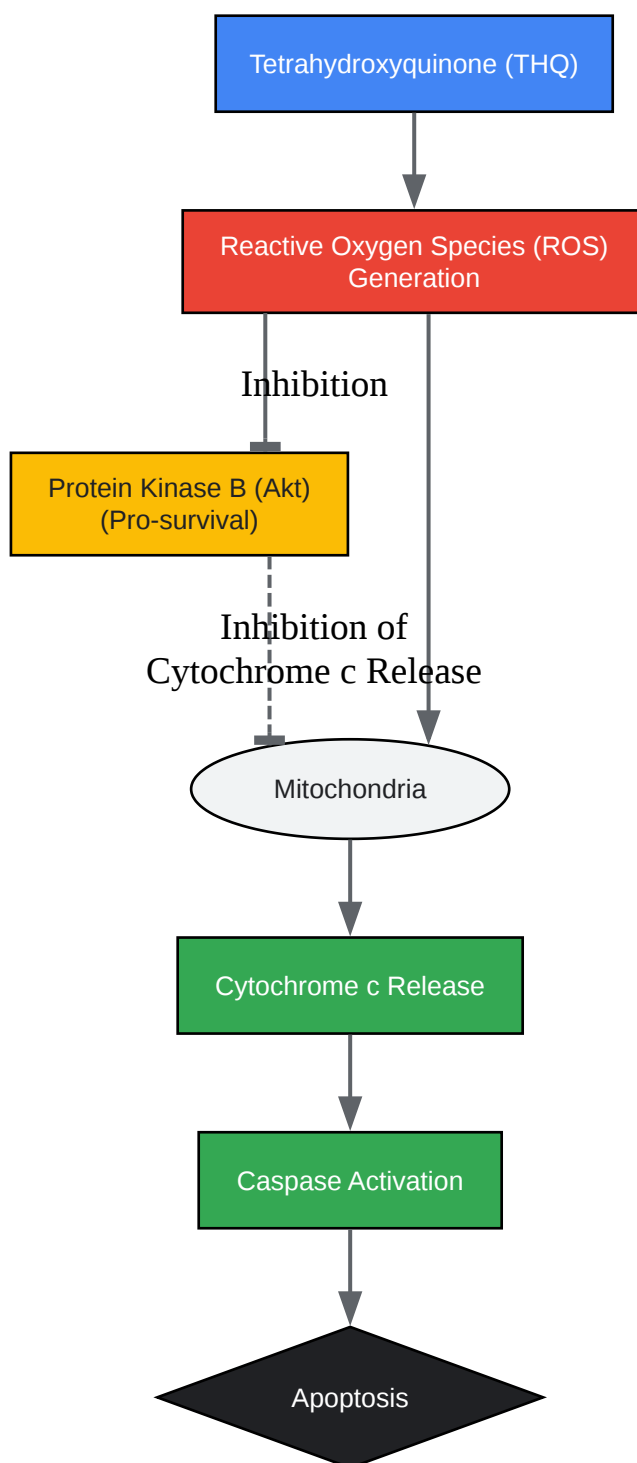 Tetrahydroxyquinone (THQ)
Reactive Oxygen Species (ROS)
Generation
Inhibition
Protein Kinase B (Akt)
(Pro-survival)
Inhibition of
Cytochrome c Release
Mitochondria
Cytochrome c Release
Caspase Activation
Apoptosis